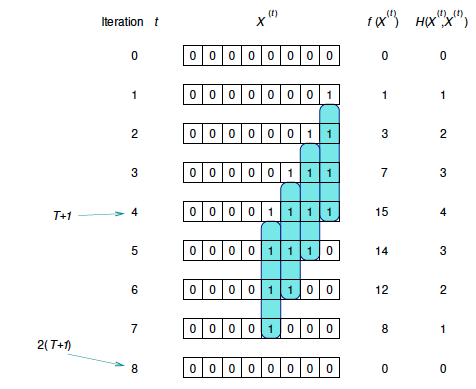 Iteration t X^(t) f (X^(t)) H(X^(t),X^(t))
0 0 0 0 0 0 0 0 0 0 0
1 0 0 0 0 0 0 0 1 1 1
2 0 0 0 0 0 0 1 1 3 2
3 0 0 0 0 0 1 1 1 7 3
T+1 4 0 0 0 0 1 1 1 1 15 4
5 0 0 0 0 1 1 1 0 14 3
6 0 0 0 0 1 1 0 0 12 2
7 0 0 0 0 1 0 0 0 8 1
2(T+1) 8 0 0 0 0 0 0 0 0 0 0